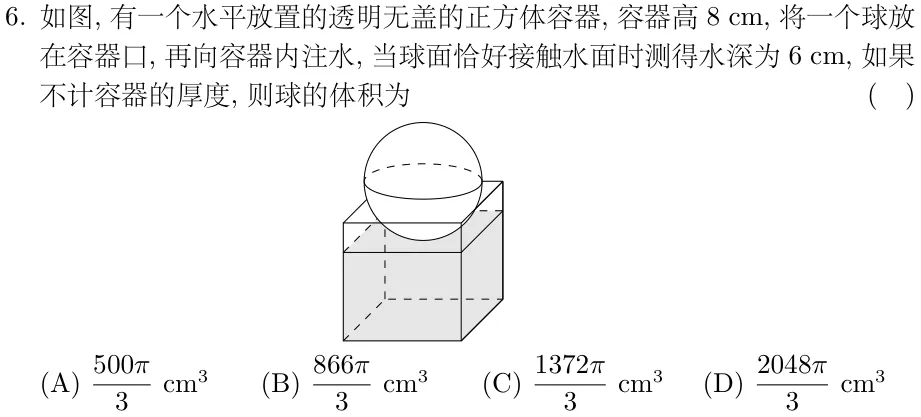 6. 如图, 有一个水平放置的透明无盖的正方体容器, 容器高 8 cm, 将一个球放
在容器口, 再向容器内注水, 当球面恰好接触水面时测得水深为 6 cm, 如果
不计容器的厚度, 则球的体积为 ( )
(A) 500π/3 cm³ (B) 866π/3 cm³ (C) 1372π/3 cm³ (D) 2048π/3 cm³